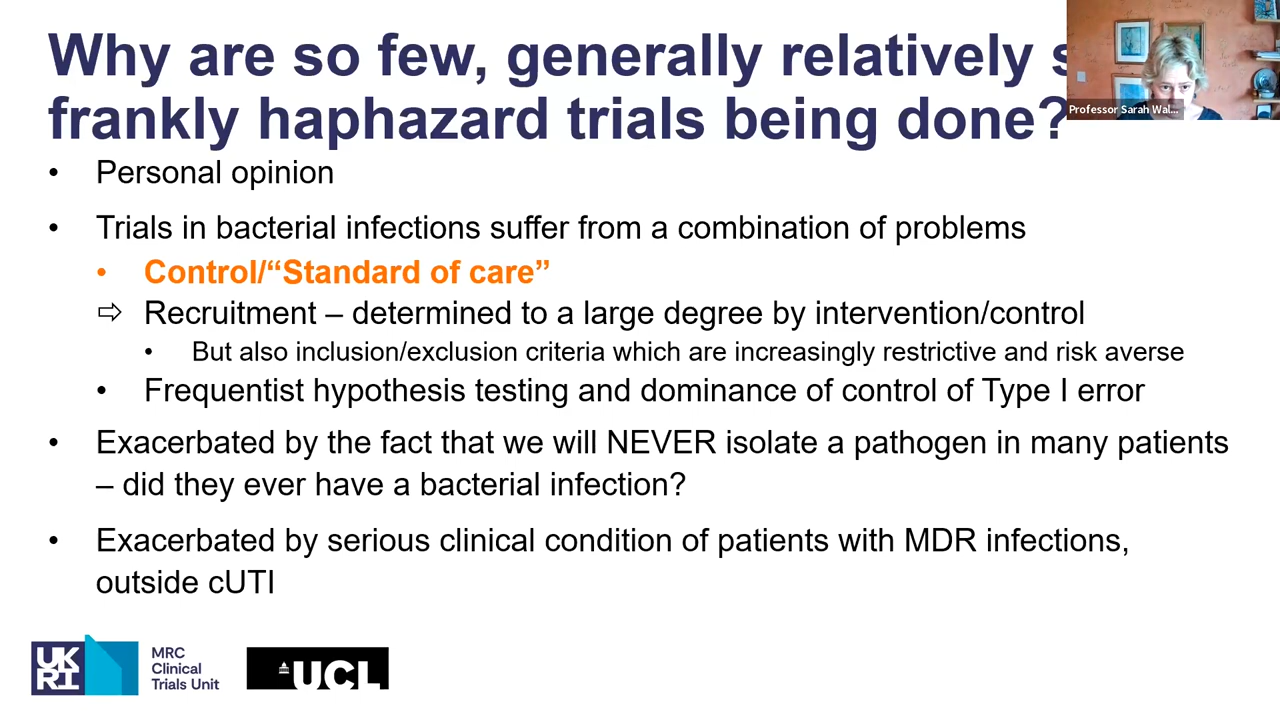 Why are so few, generally relatively
frankly haphazard trials being done?
Professor Sarah Wal...
• Personal opinion
• Trials in bacterial infections suffer from a combination of problems
• Control/“Standard of care”
⇨ Recruitment – determined to a large degree by intervention/control
• But also inclusion/exclusion criteria which are increasingly restrictive and risk averse
• Frequentist hypothesis testing and dominance of control of Type I error
• Exacerbated by the fact that we will NEVER isolate a pathogen in many patients
– did they ever have a bacterial infection?
• Exacerbated by serious clinical condition of patients with MDR infections,
outside cUTI
UK
RI
MRC
Clinical
Trials Unit
UCL